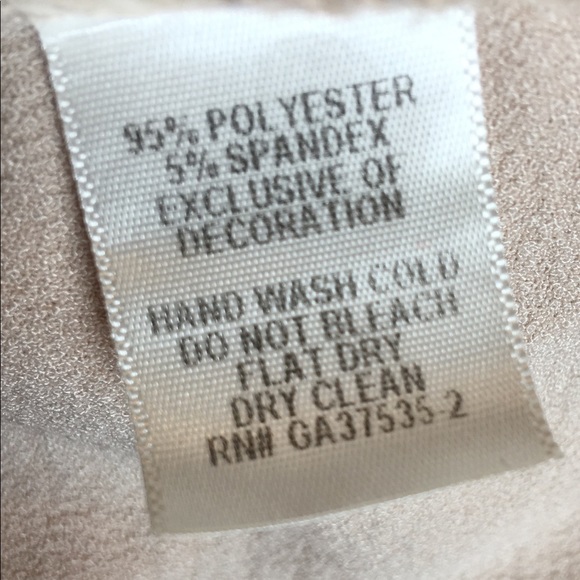 95% POLYESTER
5% SPANDEX
EXCLUSIVE OF
DECORATION
HAND WASH COLD
DO NOT BLEACH
FLAT DRY
DRY CLEAN
RN# GA37535-2